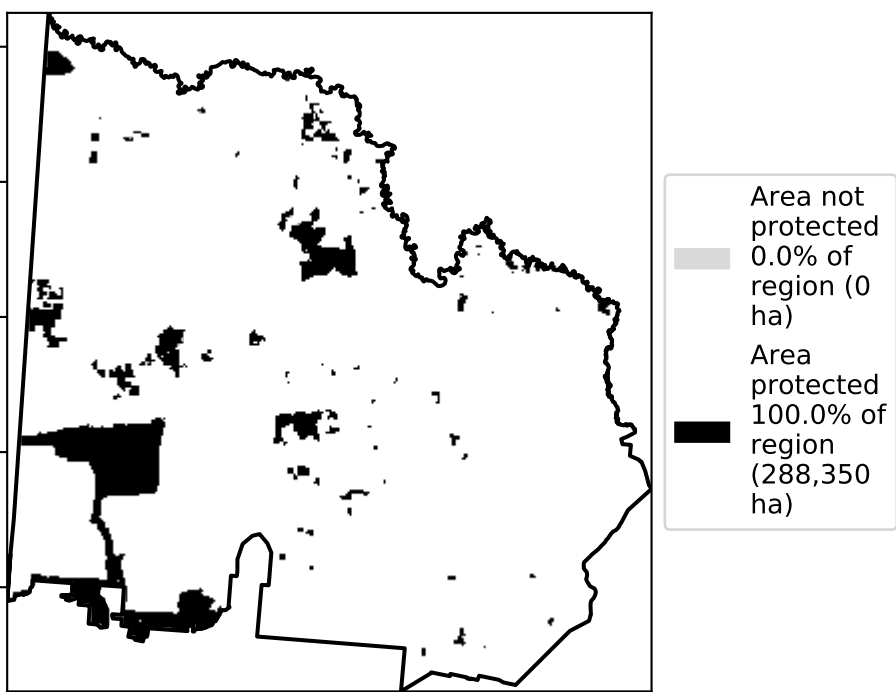 Area not
protected
0.0% of
region (0
ha)
Area
protected
100.0% of
region
(288,350
ha)